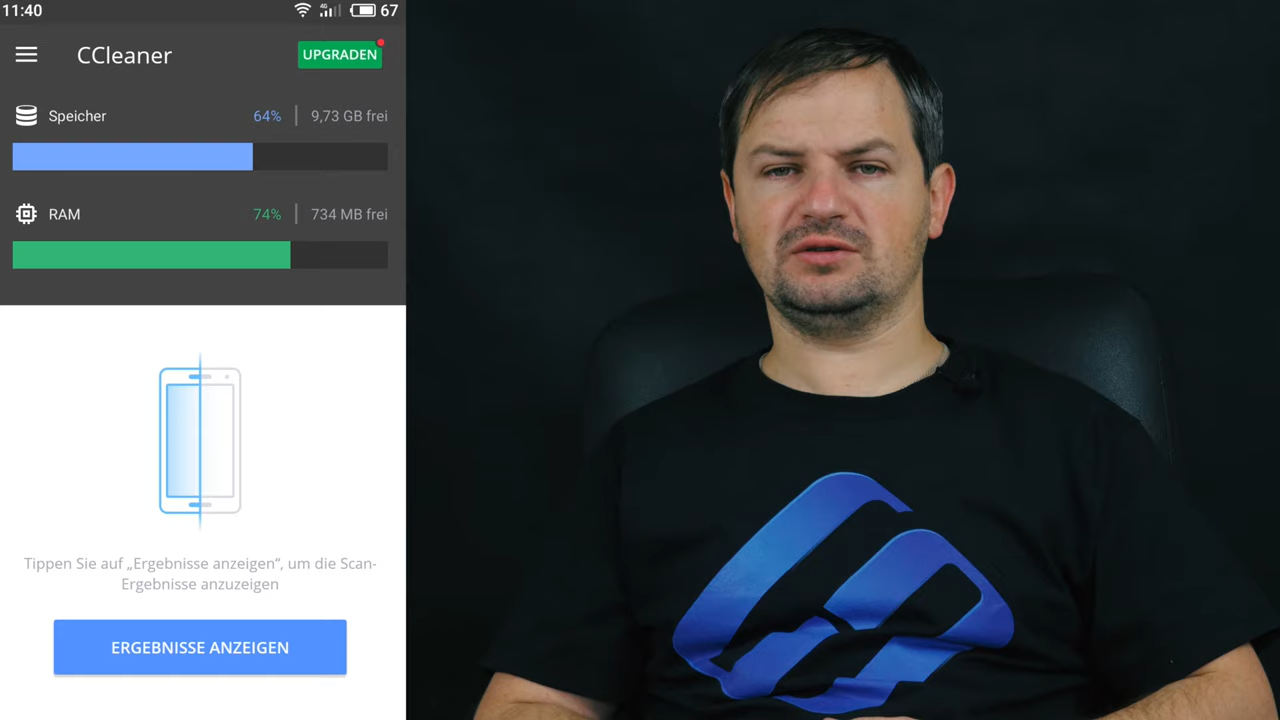 11:40
4G
67
CCleaner
UPGRADEN
Speicher
64%
9,73 GB frei
RAM
74%
734 MB frei
Tippen Sie auf „Ergebnisse anzeigen“, um die Scan-
Ergebnisse anzuzeigen
ERGEBNISSE ANZEIGEN